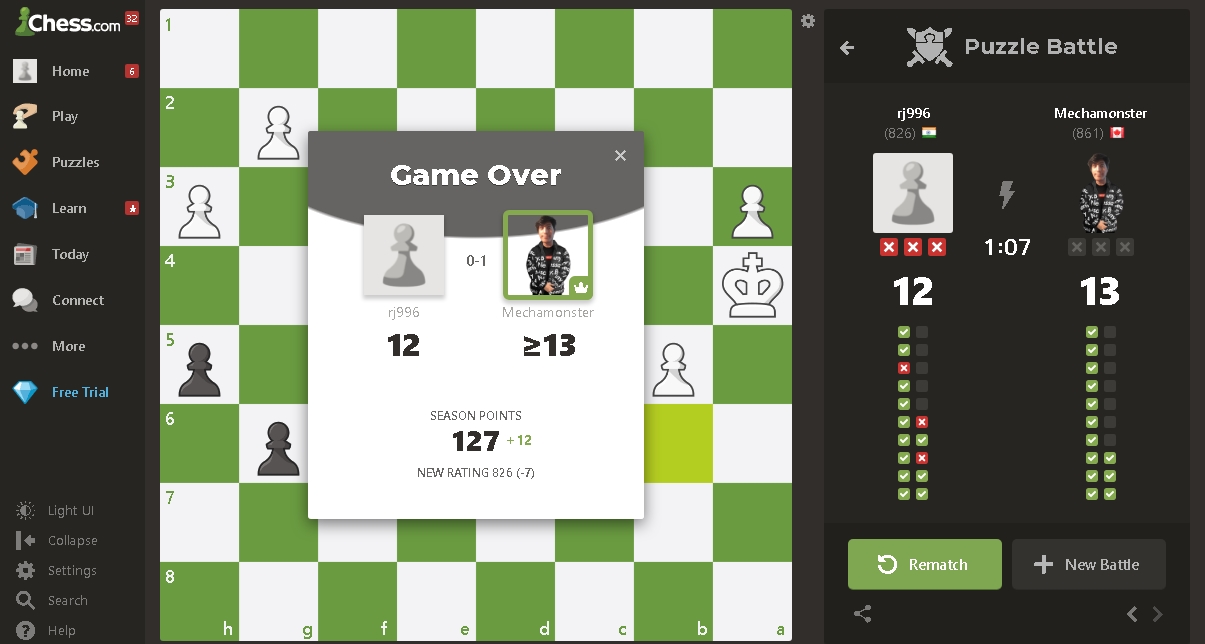 Chess.com 32
Home 6
Play
Puzzles
Learn
Today
Connect
More
Free Trial
Light UI
Collapse
Settings
Search
Help
1
2
3
4
5
6
7
8
h g f e d c b a
Game Over
0-1
rj996 Mechamonster
12 ≥13
SEASON POINTS
127 +12
NEW RATING 826 (-7)
Puzzle Battle
rj996 Mechamonster
(826) (861)
1:07
12 13
Rematch New Battle